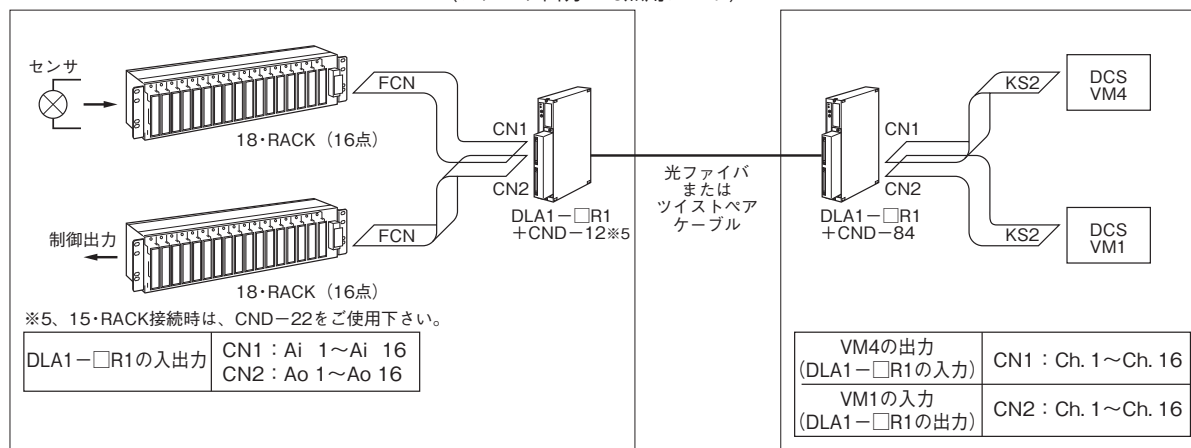 センサ
FCN
CN1
18・RACK（16点）
CN2
DLA1－□R1
＋CND－12※5
制御出力
FCN
18・RACK（16点）
※5、15・RACK接続時は、CND－22をご使用下さい。
DLA1－□R1の入出力
CN1：Ai 1～Ai 16
CN2：Ao 1～Ao 16
光ファイバ
または
ツイストペア
ケーブル
KS2
DCS
VM4
CN1
CN2
DLA1－□R1
＋CND－84
KS2
DCS
VM1
VM4の出力
(DLA1－□R1の入力)
CN1：Ch. 1～Ch. 16
VM1の入力
(DLA1－□R1の出力)
CN2：Ch. 1～Ch. 16